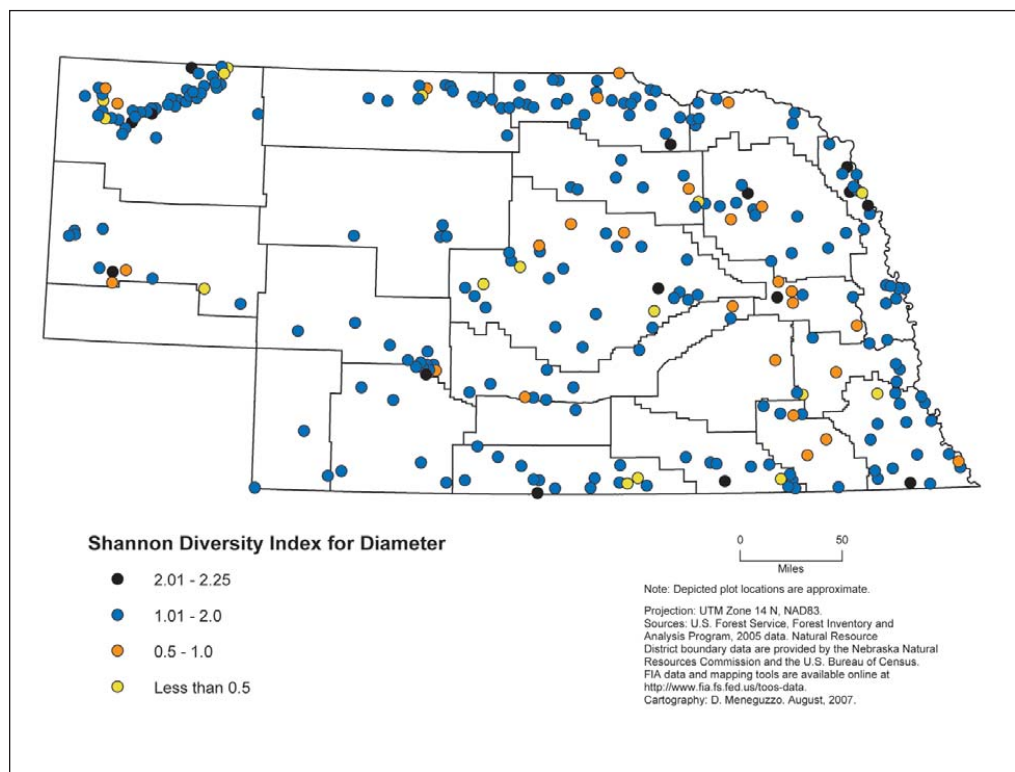 Shannon Diversity Index for Diameter
2.01 - 2.25
1.01 - 2.0
0.5 - 1.0
Less than 0.5
0 50
Miles
Note: Depicted plot locations are approximate.
Projection: UTM Zone 14 N, NAD83.
Sources: U.S. Forest Service, Forest Inventory and
Analysis Program, 2005 data. Natural Resource
District boundary data are provided by the Nebraska Natural
Resources Commission and the U.S. Bureau of Census.
FIA data and mapping tools are available online at
http://www.fia.fs.fed.us/toos-data.
Cartography: D. Meneguzzo. August, 2007.